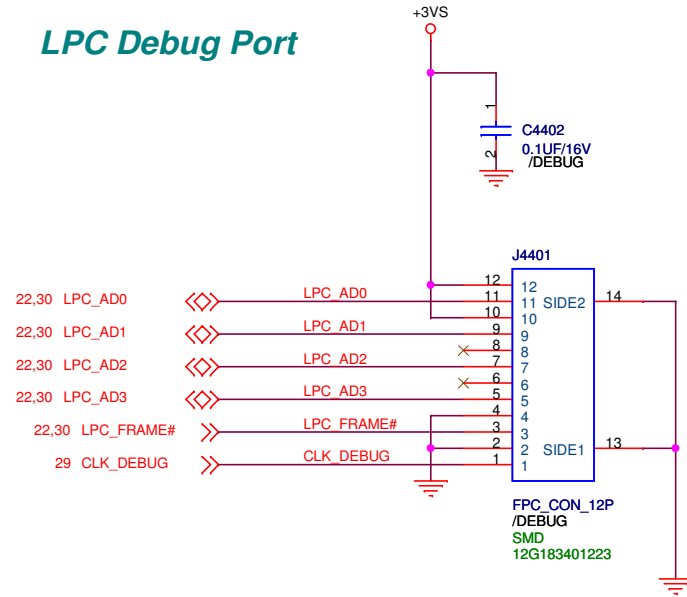 +3VS
LPC Debug Port
1
C4402
0.1UF/16V
2
/DEBUG
J4401
12 12
22,30 LPC_AD0 LPC_AD0 11 11 SIDE2 14
10 10
22,30 LPC_AD1 LPC_AD1 9 9
8 8
22,30 LPC_AD2 LPC_AD2 7 7
6 6
22,30 LPC_AD3 LPC_AD3 5 5
4 4
22,30 LPC_FRAME# LPC_FRAME# 3 3
2 2 SIDE1 13
29 CLK_DEBUG CLK_DEBUG 1 1
FPC_CON_12P
/DEBUG
SMD
12G183401223